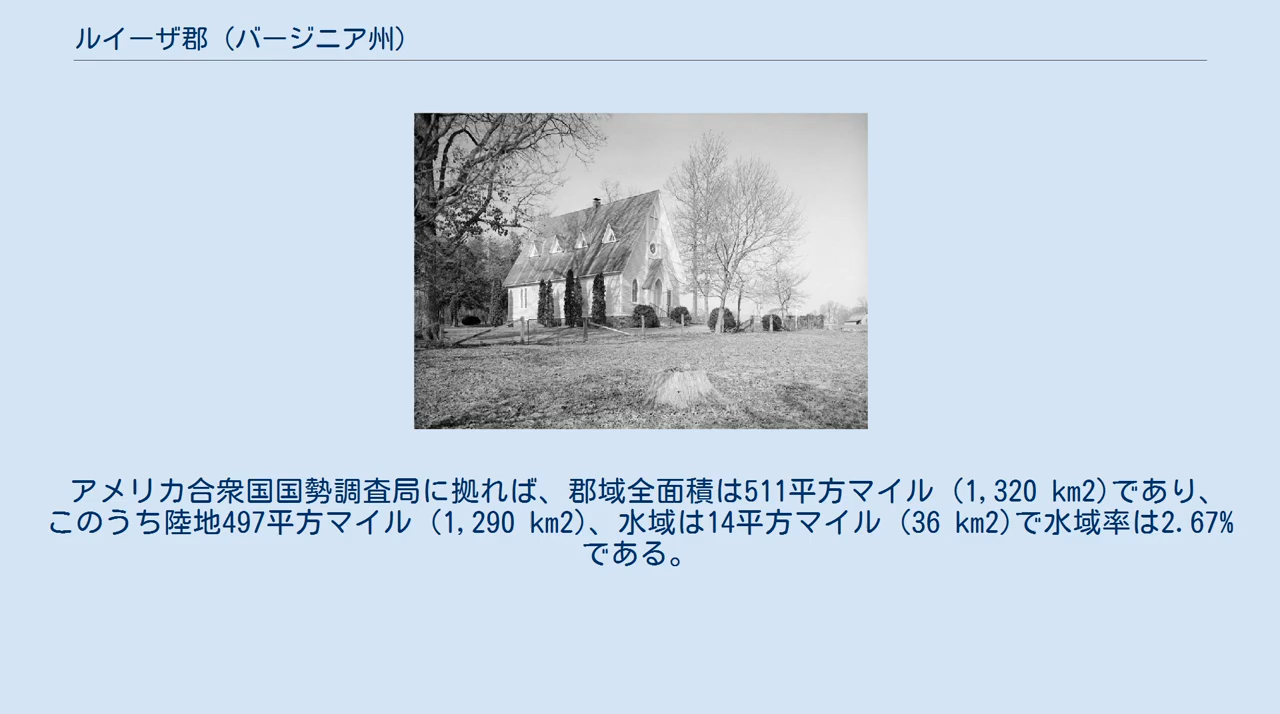 ルイーザ郡（バージニア州）
アメリカ合衆国国勢調査局に拠れば、郡域全面積は511平方マイル (1,320 km2)であり、
このうち陸地497平方マイル (1,290 km2)、水域は14平方マイル (36 km2)で水域率は2.67%
である。